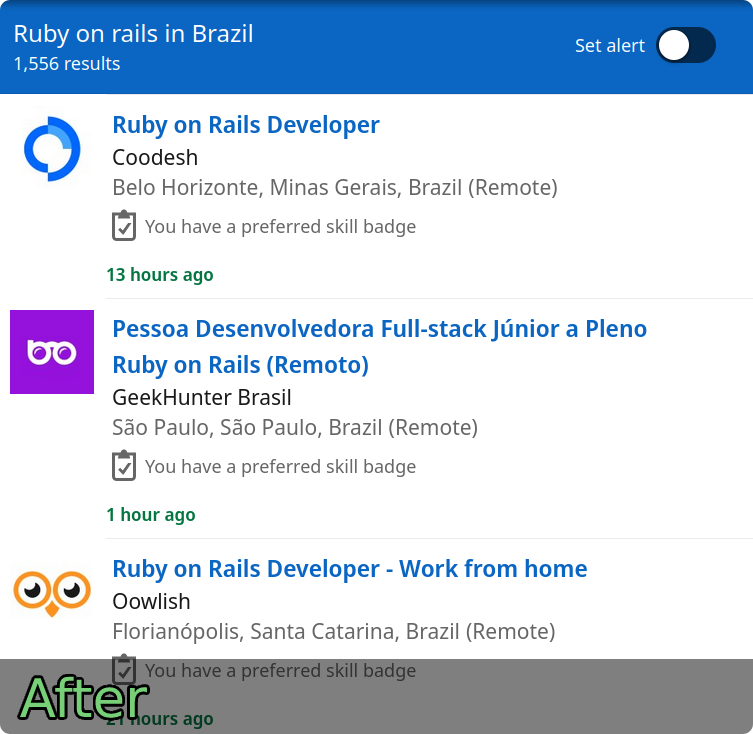 Ruby on rails in Brazil
1,556 results
Set alert
Ruby on Rails Developer
Coodesh
Belo Horizonte, Minas Gerais, Brazil (Remote)
You have a preferred skill badge
13 hours ago
Pessoa Desenvolvedora Full-stack Júnior a Pleno
Ruby on Rails (Remoto)
GeekHunter Brasil
São Paulo, São Paulo, Brazil (Remote)
You have a preferred skill badge
1 hour ago
Ruby on Rails Developer - Work from home
Oowlish
Florianópolis, Santa Catarina, Brazil (Remote)
You have a preferred skill badge
After
21 hours ago